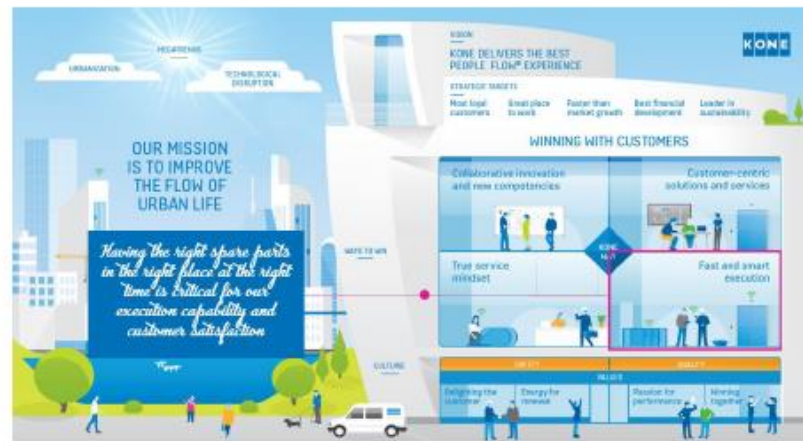 MEGATRENDS
URBANIZATION
TECHNOLOGICAL
DISRUPTION
OUR MISSION
IS TO IMPROVE
THE FLOW OF
URBAN LIFE
Having the right spare parts
in the right place at the right
time is critical for our
execution capability and
customer satisfaction
VISION
KONE DELIVERS THE BEST
PEOPLE FLOW® EXPERIENCE
KONE
STRATEGIC TARGETS
Most loyal
customers
Great place
to work
Faster than
market growth
Best financial
development
Leader in
sustainability
WINNING WITH CUSTOMERS
WAYS TO WIN
Collaborative innovation
and new competencies
Customer-centric
solutions and services
KONE
WAY
True service
mindset
Fast and smart
execution
CULTURE
SAFETY
QUALITY
VALUES
Delighting the
customer
Energy for
renewal
Passion for
performance
Winning
together